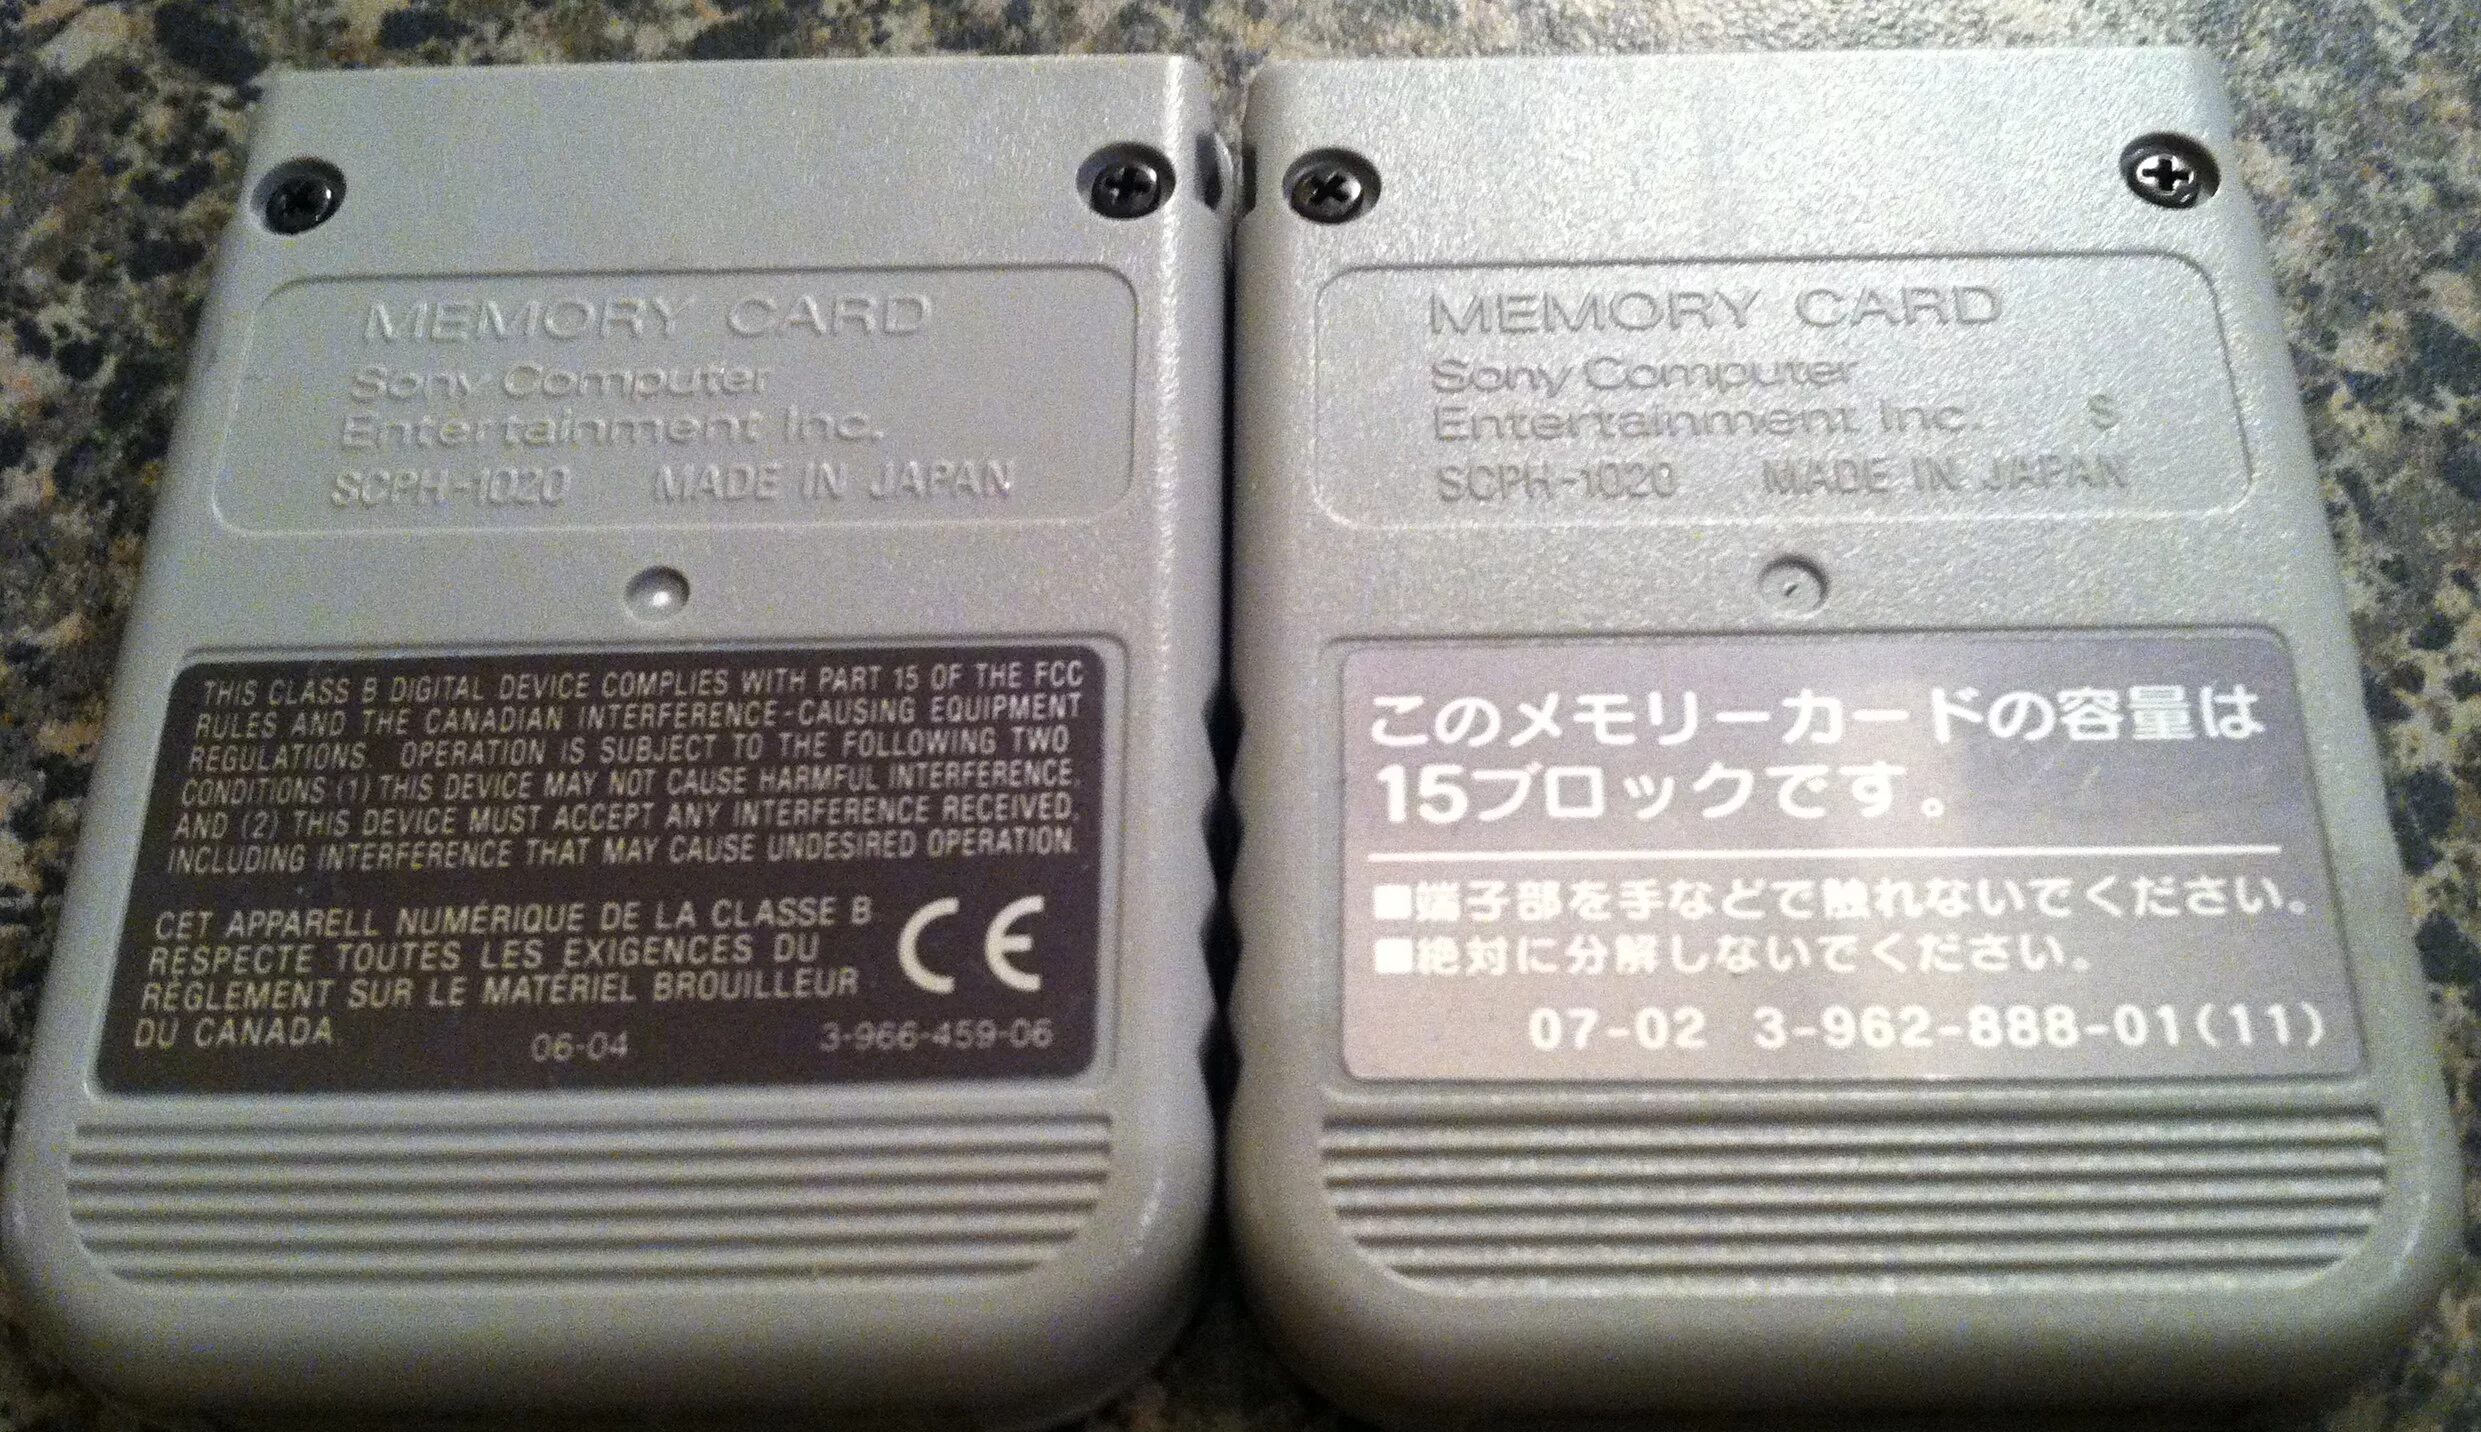 MEMORY CARD
Sony Computer
Entertainment Inc.
SCPH-1020 MADE IN JAPAN
THIS CLASS B DIGITAL DEVICE COMPLIES WITH PART 15 OF THE FCC
RULES AND THE CANADIAN INTERFERENCE-CAUSING EQUIPMENT
REGULATIONS. OPERATION IS SUBJECT TO THE FOLLOWING TWO
CONDITIONS (1) THIS DEVICE MAY NOT CAUSE HARMFUL INTERFERENCE,
AND (2) THIS DEVICE MUST ACCEPT ANY INTERFERENCE RECEIVED,
INCLUDING INTERFERENCE THAT MAY CAUSE UNDESIRED OPERATION.
CET APPARELL NUMÉRIQUE DE LA CLASSE B
RESPECTE TOUTES LES EXIGENCES DU
RÉGLEMENT SUR LE MATÉRIEL BROUILLEUR
DU CANADA.
CE
06-04 3-966-459-06
MEMORY CARD
Sony Computer
Entertainment Inc. S
SCPH-1020 MADE IN JAPAN
このメモリーカードの容量は
15ブロックです。
■端子部を手などで触れないでください。
■絶対に分解しないでください。
07-02 3-962-888-01(11)